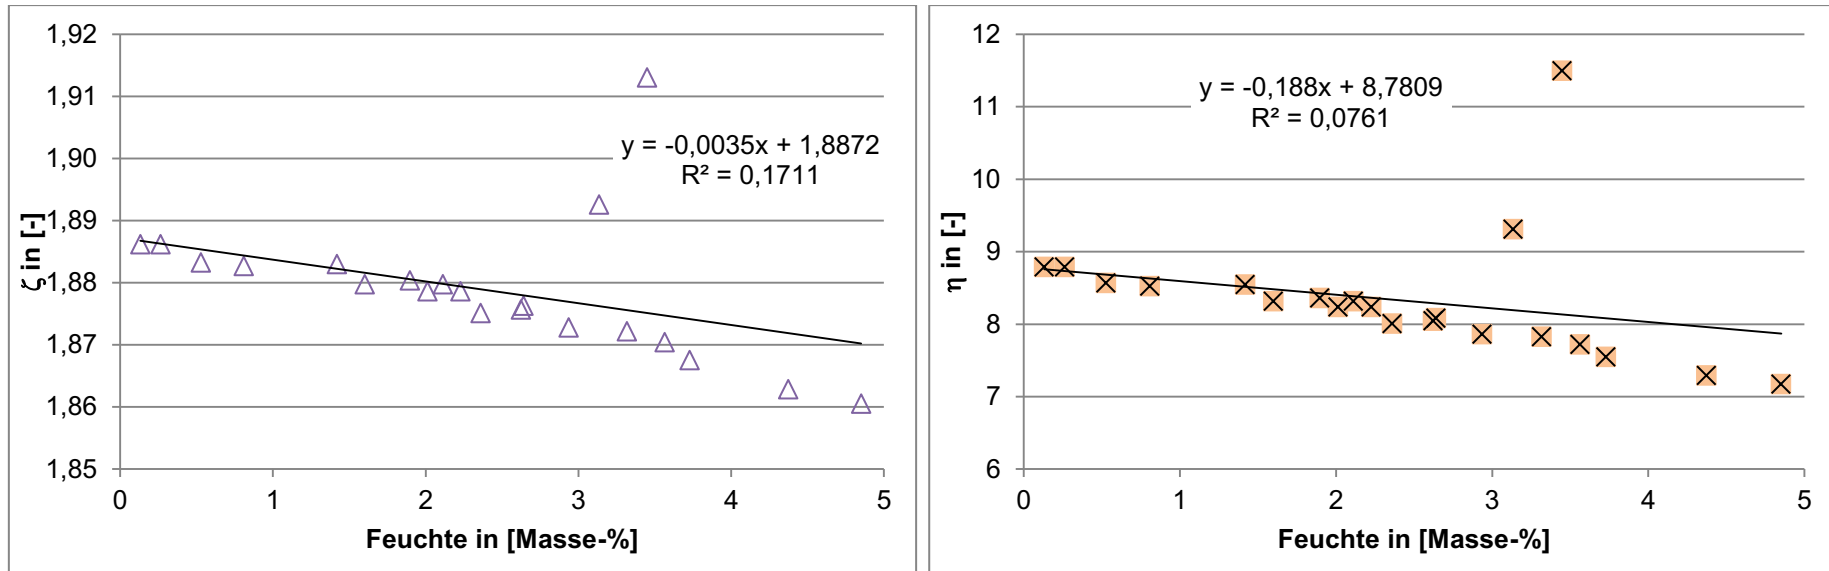 1,92
1,91
1,90
1,89
1,88
1,87
1,86
1,85
ζ in [-]
y = -0,0035x + 1,8872
R² = 0,1711
0 1 2 3 4 5
Feuchte in [Masse-%]
12
11
10
9
8
7
6
η in [-]
y = -0,188x + 8,7809
R² = 0,0761
0 1 2 3 4 5
Feuchte in [Masse-%]